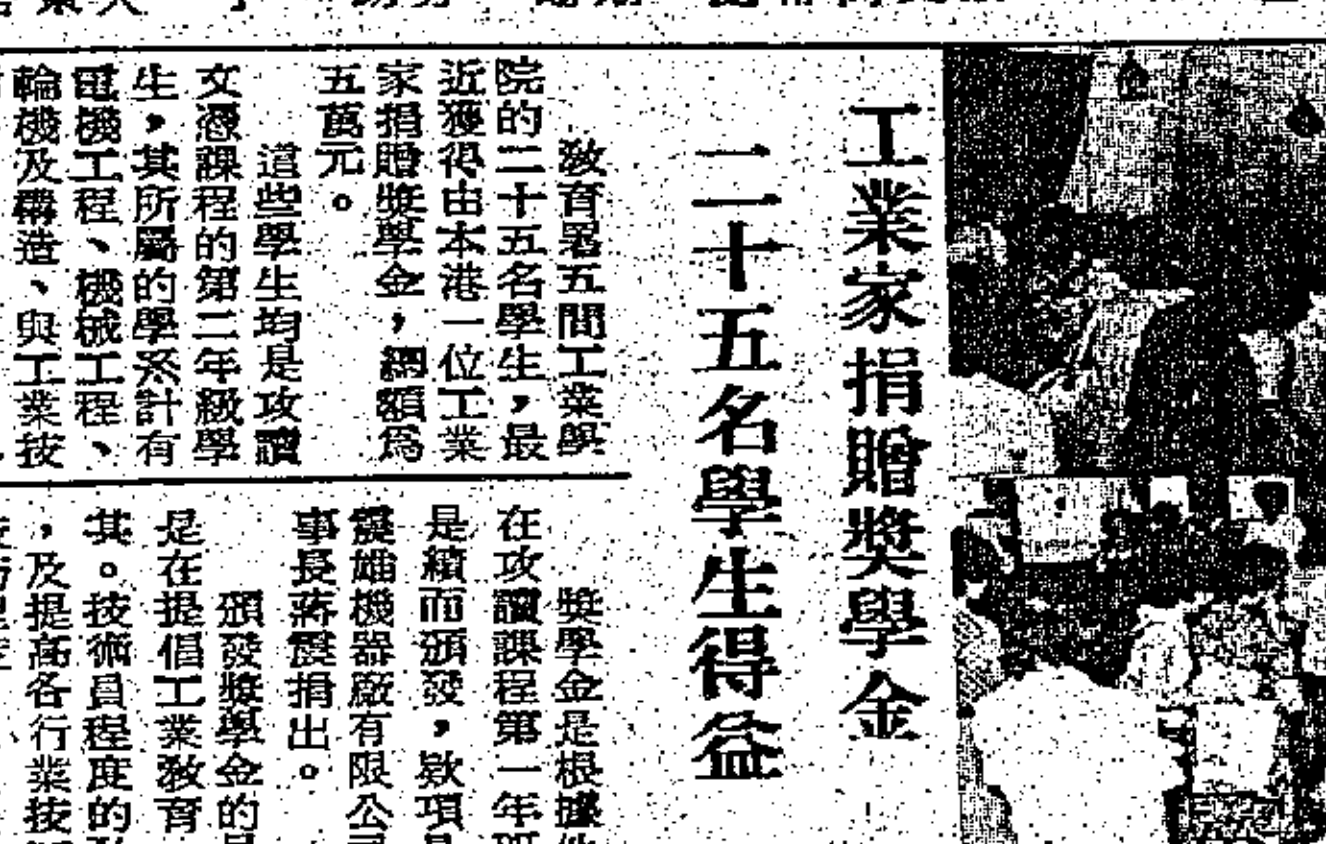 工業家捐贈獎學金
二十五名學生得益
教育署五間工業學
院的二十五名學生，最
近獲得由本港一位工業
家捐贈獎學金，總額爲
五萬元。
這些學生均是攻讀
文憑課程的第二年級學
生，其所屬的學系計有
電機工程、機械工程、
輪機及構造、與工業技
獎學金是根據他
在攻讀課程第一年
是績而頒發，欵項
震雄機器廠有限公司
事長蔣震捐出。
頒發獎學金的
是在提倡工業敎育
其。技術員程度的
，及提高各行業技